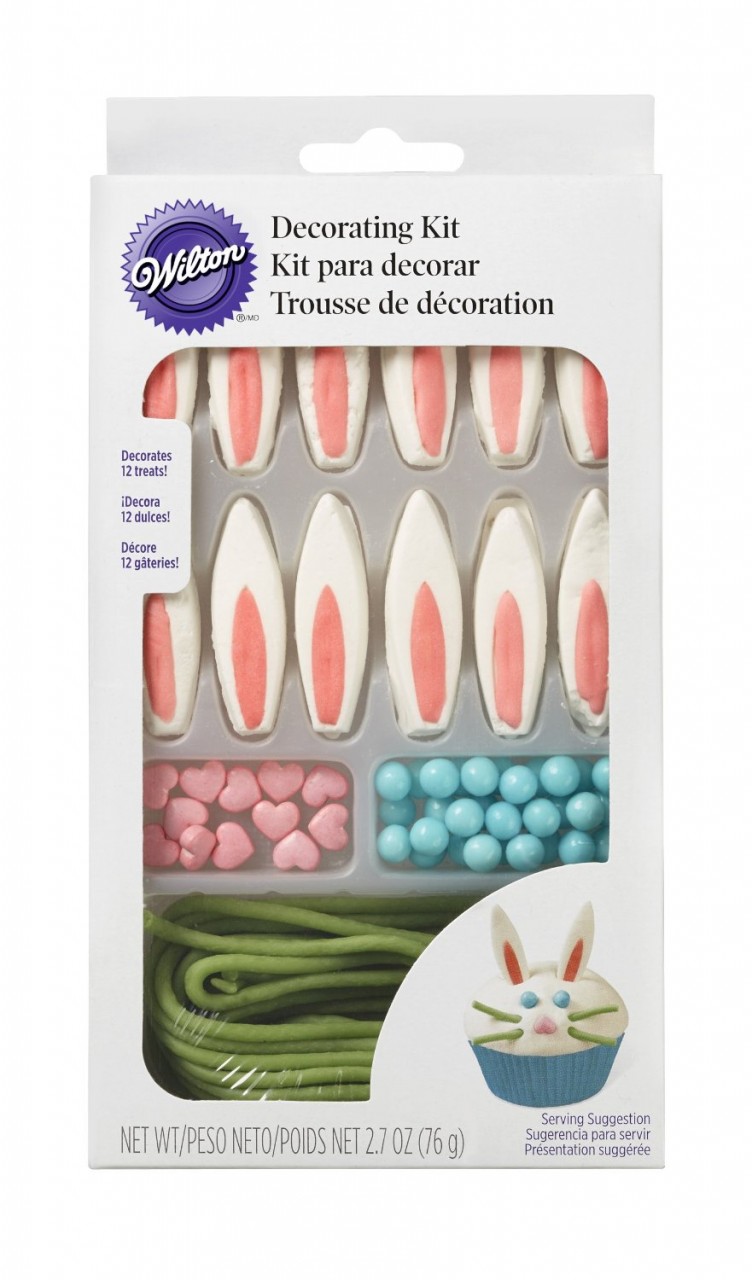 Wilton
®/MD
Decorating Kit
Kit para decorar
Trousse de décoration
Decorates
12 treats!
¡Decora
12 dulces!
Décore
12 gâteries!
NET WT/PESO NETO/POIDS NET 2.7 OZ (76 g)
Serving Suggestion
Sugerencia para servir
Présentation suggérée